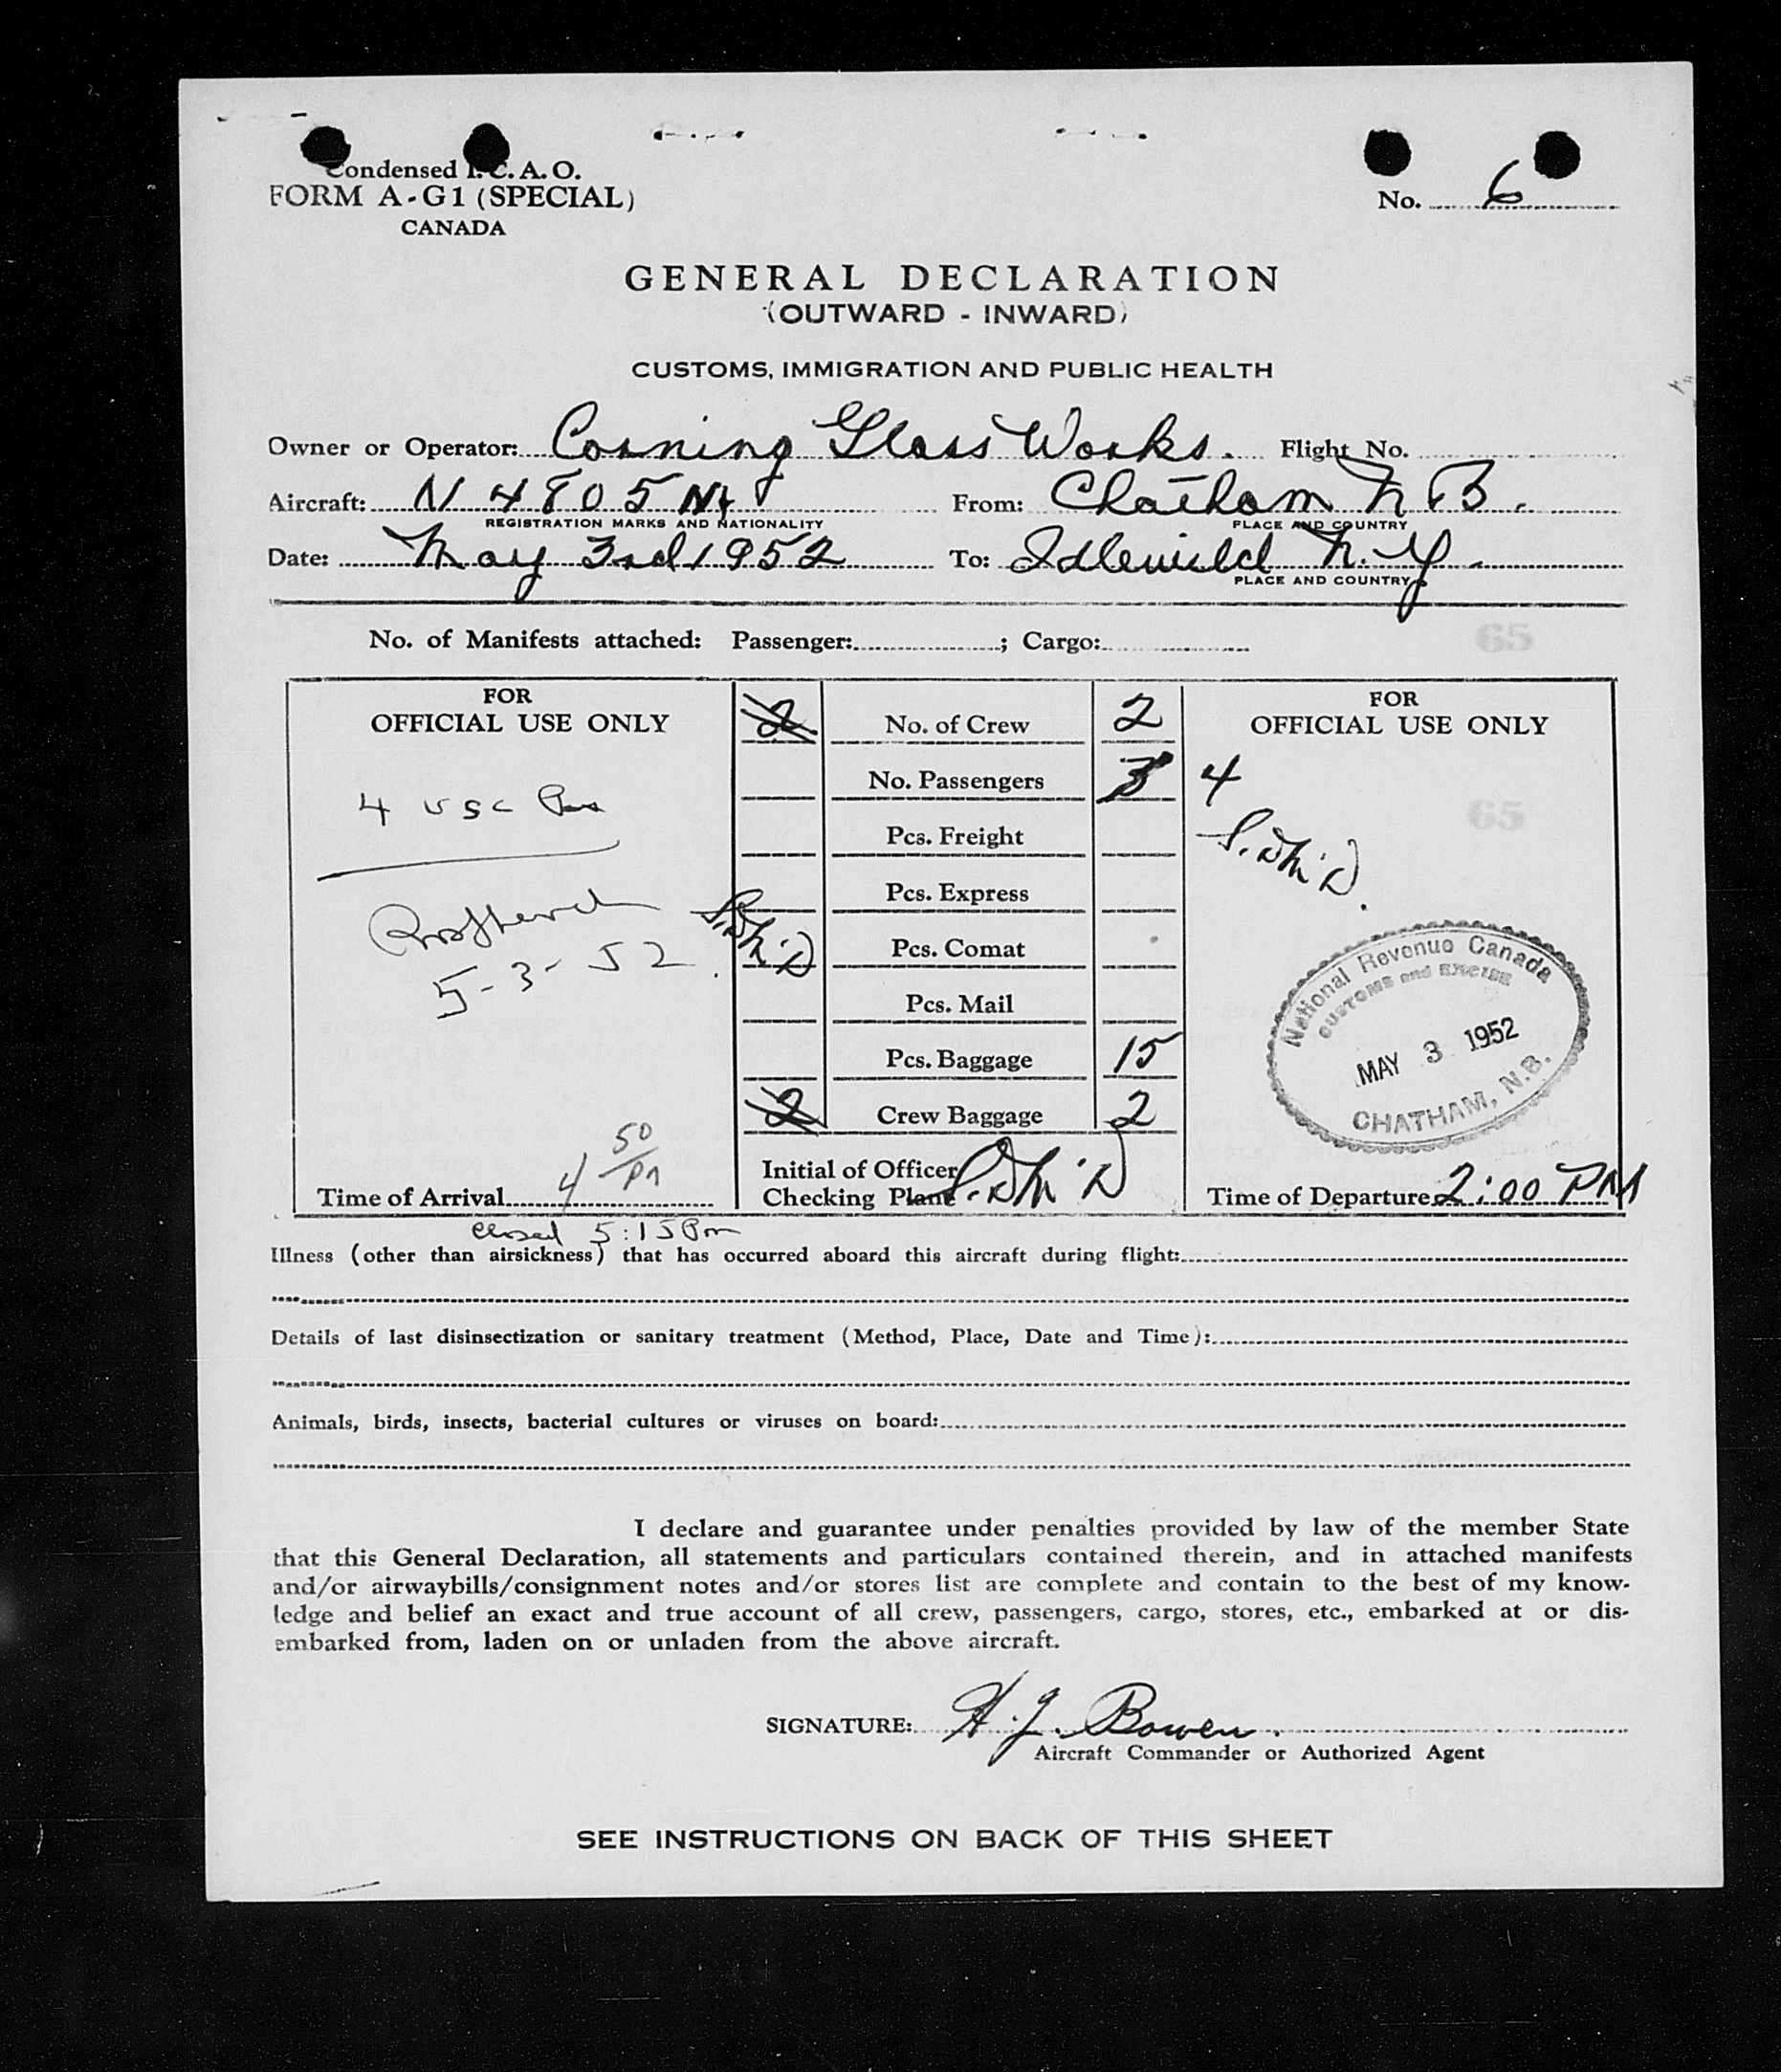 Condensed I.C.A.O.
FORM A-G1 (SPECIAL)
CANADA
No. 6
GENERAL DECLARATION
(OUTWARD - INWARD)
CUSTOMS, IMMIGRATION AND PUBLIC HEALTH
Owner or Operator: Corning Glass Works. Flight No.
Aircraft: N 4805 NY From: Chatham N B.
REGISTRATION MARKS AND NATIONALITY PLACE AND COUNTRY
Date: May 3rd 1952 To: Idlewild N.Y.
PLACE AND COUNTRY
No. of Manifests attached: Passenger: ; Cargo:
65
FOR
OFFICIAL USE ONLY
4 USC
5-3-52
Time of Arrival 4 50/PM
2 No. of Crew 2
No. Passengers 3
Pcs. Freight
Pcs. Express
Pcs. Comat
Pcs. Mail
Pcs. Baggage 15
2 Crew Baggage 2
Initial of Officer
Checking Plane
FOR
OFFICIAL USE ONLY
4
65
National Revenue Canada
CUSTOMS and EXCISE
MAY 3 1952
CHATHAM, N.B.
Time of Departure 2:00 PM
Closed 5:15 Pm
Illness (other than airsickness) that has occurred aboard this aircraft during flight:
Details of last disinsectization or sanitary treatment (Method, Place, Date and Time):
Animals, birds, insects, bacterial cultures or viruses on board:
I declare and guarantee under penalties provided by law of the member State
that this General Declaration, all statements and particulars contained therein, and in attached manifests
and/or airwaybills/consignment notes and/or stores list are complete and contain to the best of my know-
ledge and belief an exact and true account of all crew, passengers, cargo, stores, etc., embarked at or dis-
embarked from, laden on or unladen from the above aircraft.
SIGNATURE: H.J. Bowen.
Aircraft Commander or Authorized Agent
SEE INSTRUCTIONS ON BACK OF THIS SHEET